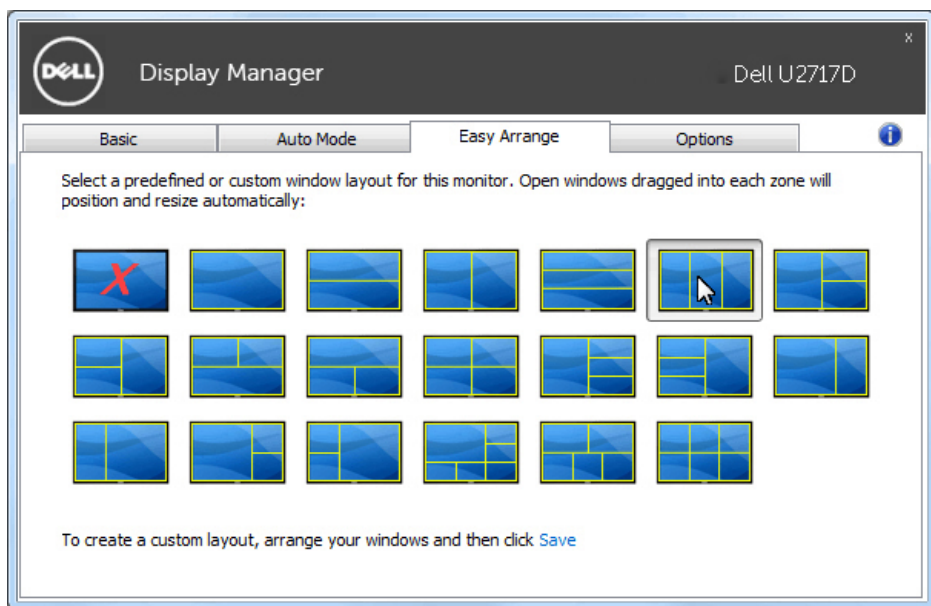 x
DELL
Display Manager
Dell U2717D
Basic
Auto Mode
Easy Arrange
Options
i
Select a predefined or custom window layout for this monitor. Open windows dragged into each zone will
position and resize automatically:
X
To create a custom layout, arrange your windows and then click Save